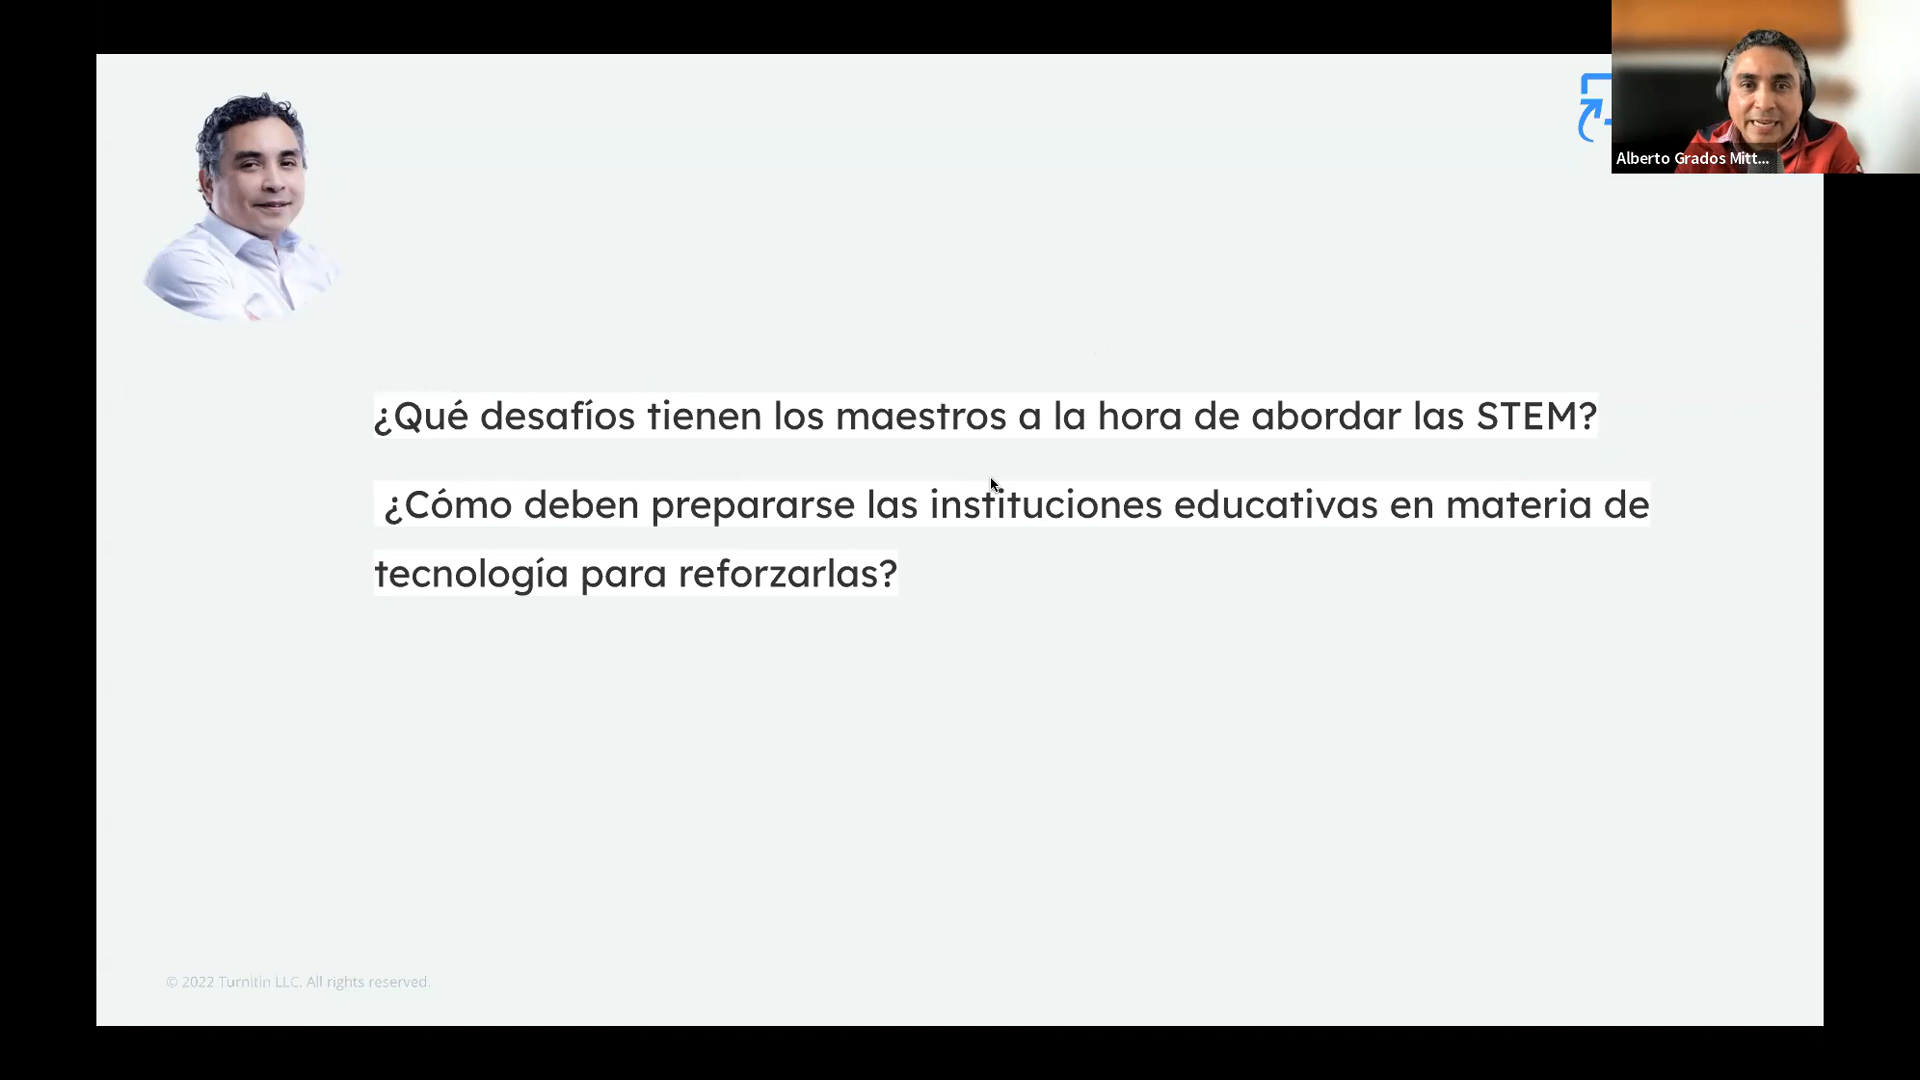 Alberto Grados Mitt...
¿Qué desafíos tienen los maestros a la hora de abordar las STEM?
¿Cómo deben prepararse las instituciones educativas en materia de
tecnología para reforzarlas?
© 2022 Turnitin LLC. All rights reserved.